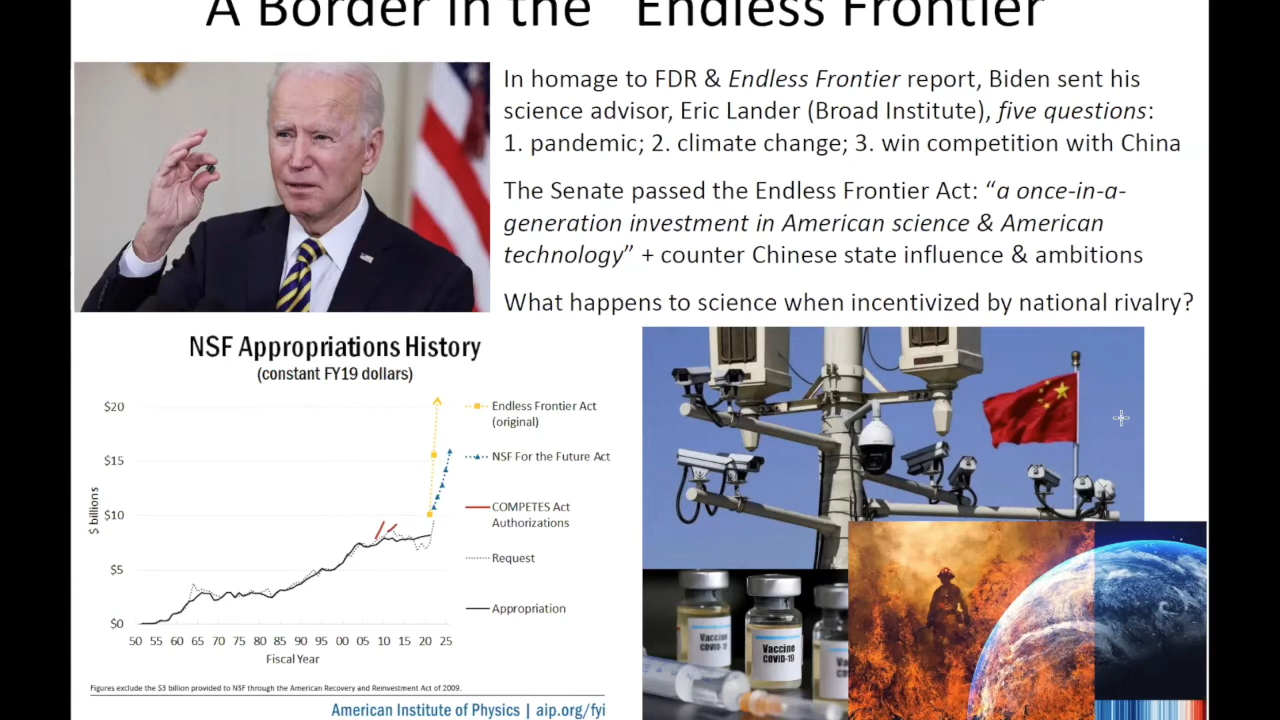 A Border in the “Endless Frontier”
In homage to FDR & Endless Frontier report, Biden sent his
science advisor, Eric Lander (Broad Institute), five questions:
1. pandemic; 2. climate change; 3. win competition with China
The Senate passed the Endless Frontier Act: “a once-in-a-
generation investment in American science & American
technology” + counter Chinese state influence & ambitions
What happens to science when incentivized by national rivalry?
NSF Appropriations History
(constant FY19 dollars)
$20
$15
$10
$5
$0
$ billions
50 55 60 65 70 75 80 85 90 95 00 05 10 15 20 25
Fiscal Year
Endless Frontier Act
(original)
NSF For the Future Act
COMPETES Act
Authorizations
Request
Appropriation
Figures exclude the $3 billion provided to NSF through the American Recovery and Reinvestment Act of 2009.
American Institute of Physics | aip.org/fyi
Vaccine
COVID-19
Vaccine
COVID-19